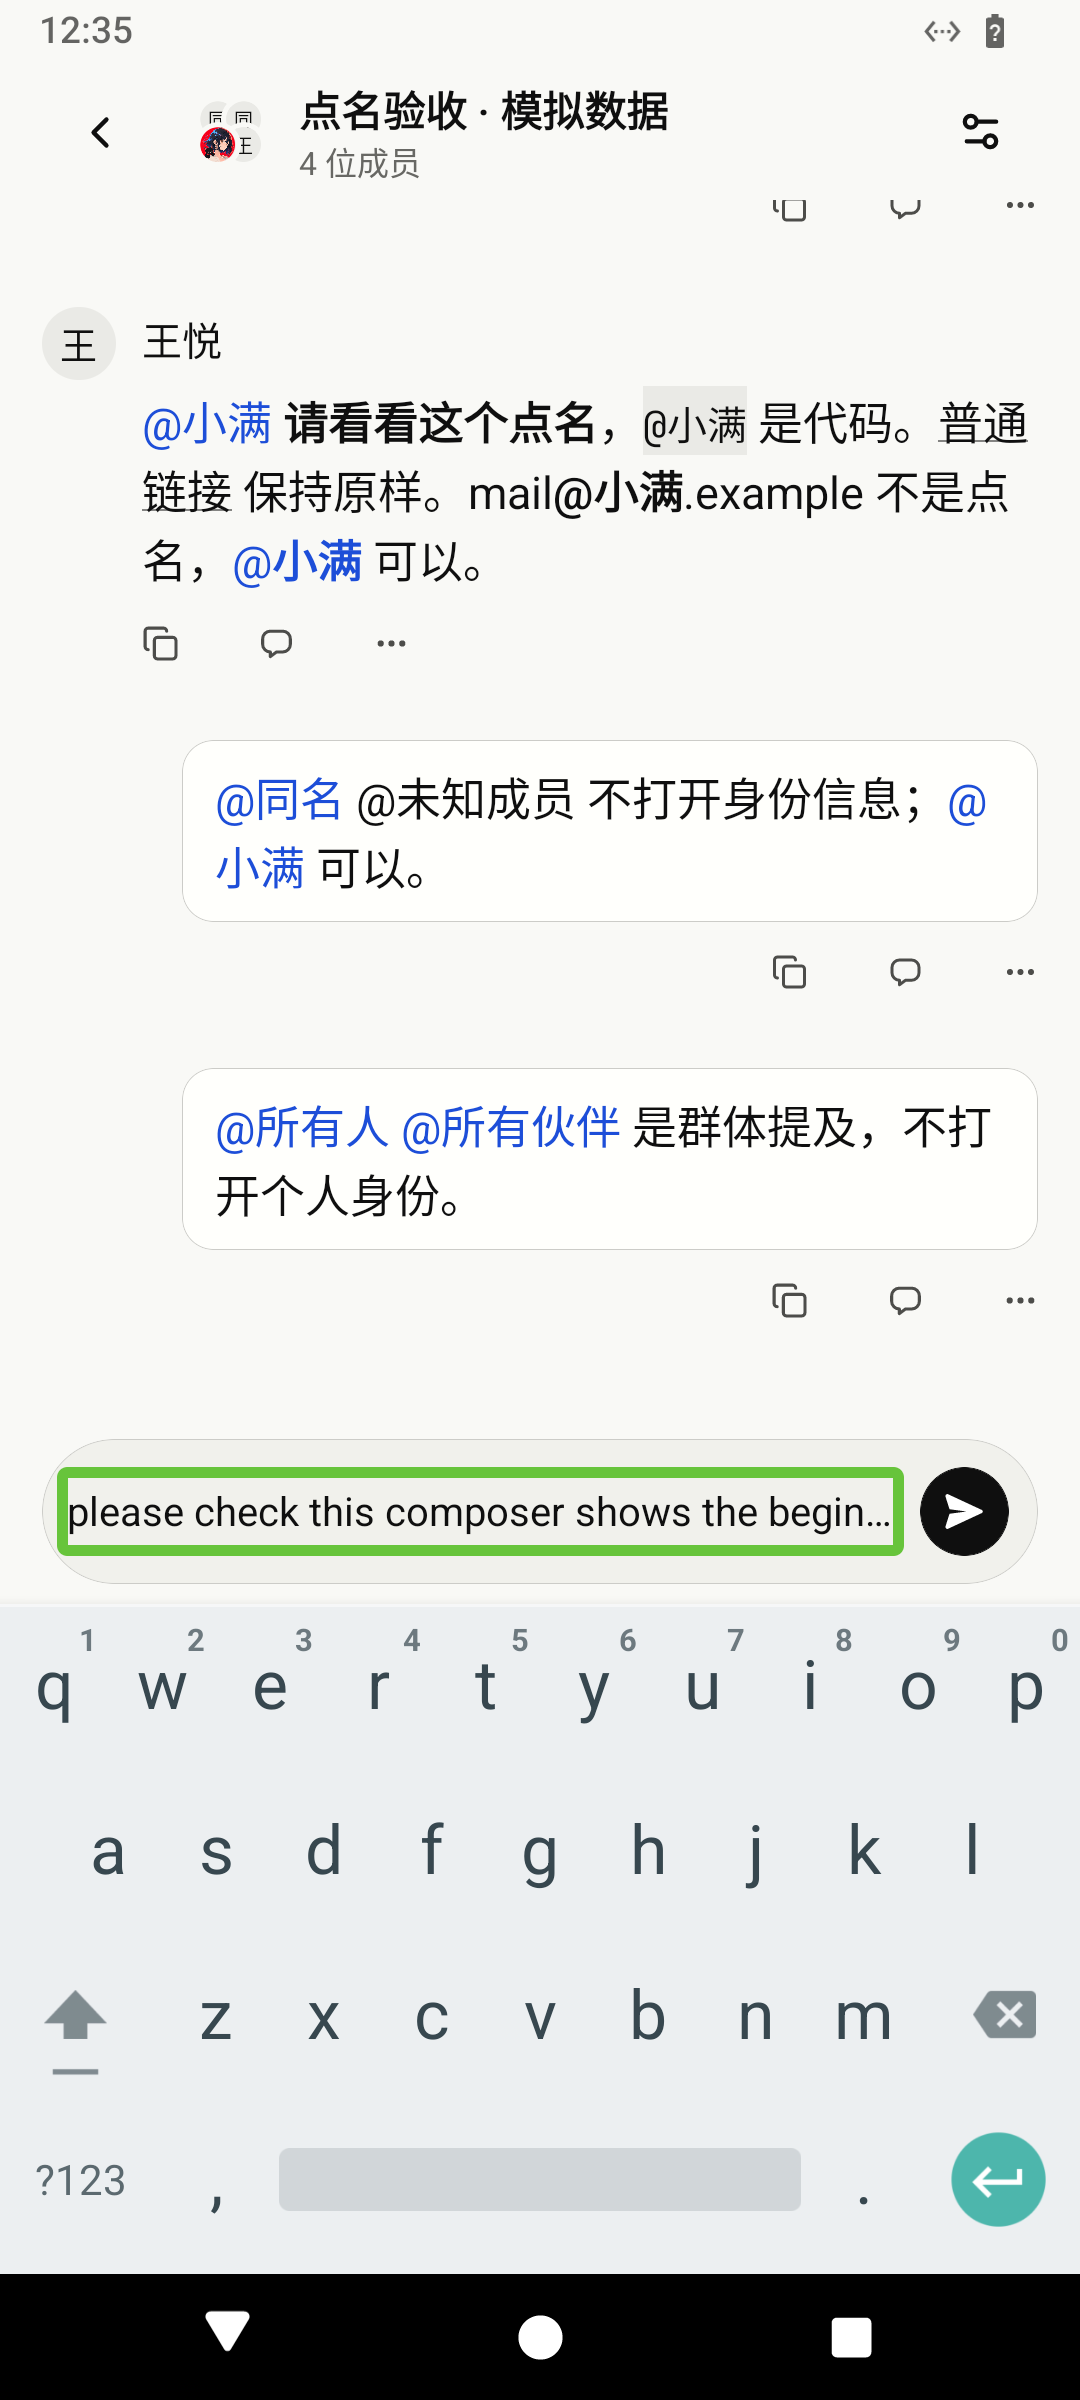 12:35
点名验收 · 模拟数据
4 位成员
王
王
王悦
@小满 请看看这个点名，@小满 是代码。普通
链接 保持原样。mail@小满.example 不是点
名，@小满 可以。
@同名 @未知成员 不打开身份信息；@
小满 可以。
@所有人 @所有伙伴 是群体提及，不打
开个人身份。
please check this composer shows the begin…
1 2 3 4 5 6 7 8 9 0
q w e r t y u i o p
a s d f g h j k l
z x c v b n m
?123 , .